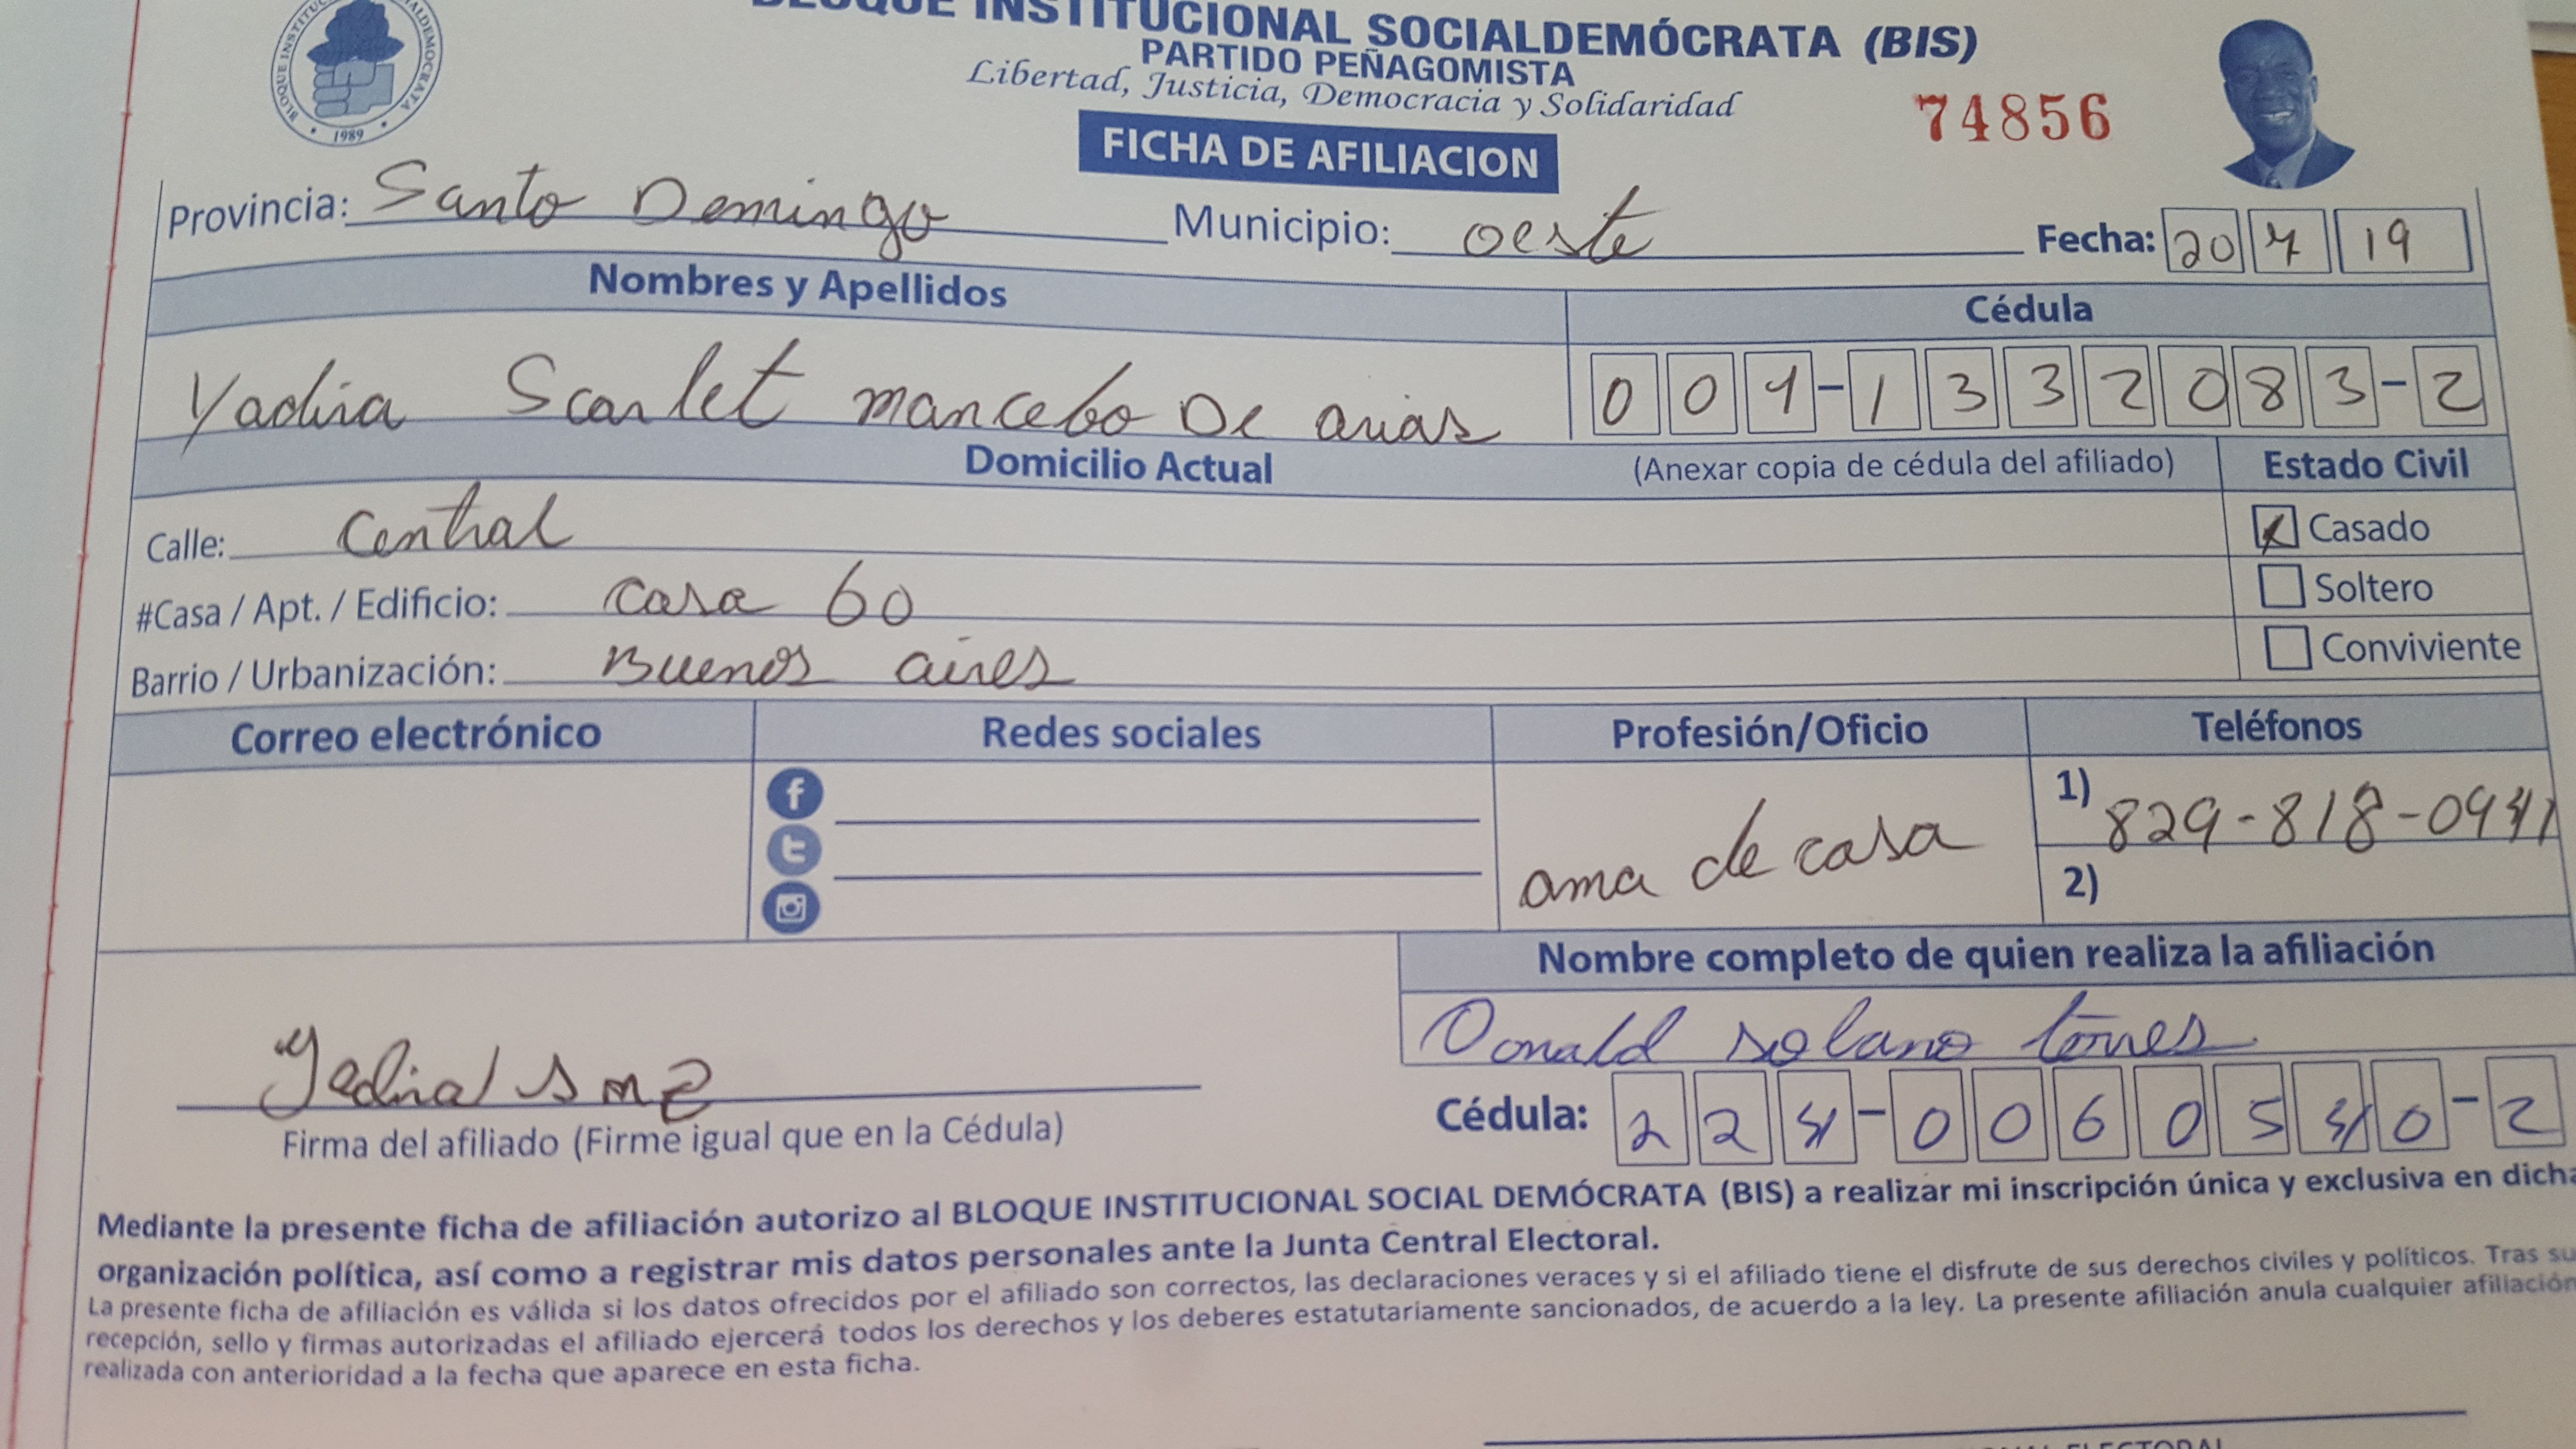 BLOQUE INSTITUCIONAL SOCIALDEMÓCRATA (BIS)
PARTIDO PEÑAGOMISTA
Libertad, Justicia, Democracia y Solidaridad
74856
FICHA DE AFILIACION
1989
Provincia: Santo Domingo Municipio: oeste Fecha: 20 7 19
Nombres y Apellidos Cédula
Yadira Scarlet mancebo De arias 001-1332083-2
Domicilio Actual (Anexar copia de cédula del afiliado) Estado Civil
Calle: Central
Casado
#Casa / Apt. / Edificio: casa 60
Soltero
Barrio / Urbanización: Buenos aires
Conviviente
Correo electrónico Redes sociales Profesión/Oficio Teléfonos
ama de casa
1) 829-818-0941
2)
Nombre completo de quien realiza la afiliación
Donald solano torres
Cédula: 224-0060540-2
Firma del afiliado (Firme igual que en la Cédula)
Mediante la presente ficha de afiliación autorizo al BLOQUE INSTITUCIONAL SOCIAL DEMÓCRATA (BIS) a realizar mi inscripción única y exclusiva en dicha
organización política, así como a registrar mis datos personales ante la Junta Central Electoral.
La presente ficha de afiliación es válida si los datos ofrecidos por el afiliado son correctos, las declaraciones veraces y si el afiliado tiene el disfrute de sus derechos civiles y políticos. Tras su
recepción, sello y firmas autorizadas el afiliado ejercerá todos los derechos y los deberes estatutariamente sancionados, de acuerdo a la ley. La presente afiliación anula cualquier afiliación
realizada con anterioridad a la fecha que aparece en esta ficha.